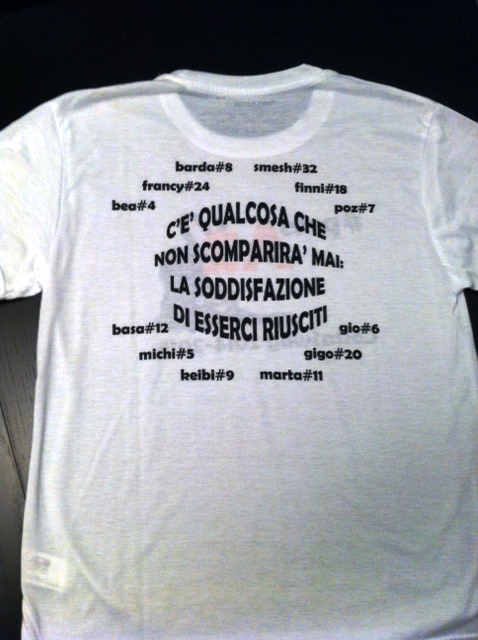 barda#8 smesh#32
francy#24 finni#18
bea#4 poz#7
C'E' QUALCOSA CHE
NON SCOMPARIRA' MAI:
LA SODDISFAZIONE
DI ESSERCI RIUSCITI
basa#12 gio#6
michi#5 gigo#20
keibi#9 marta#11